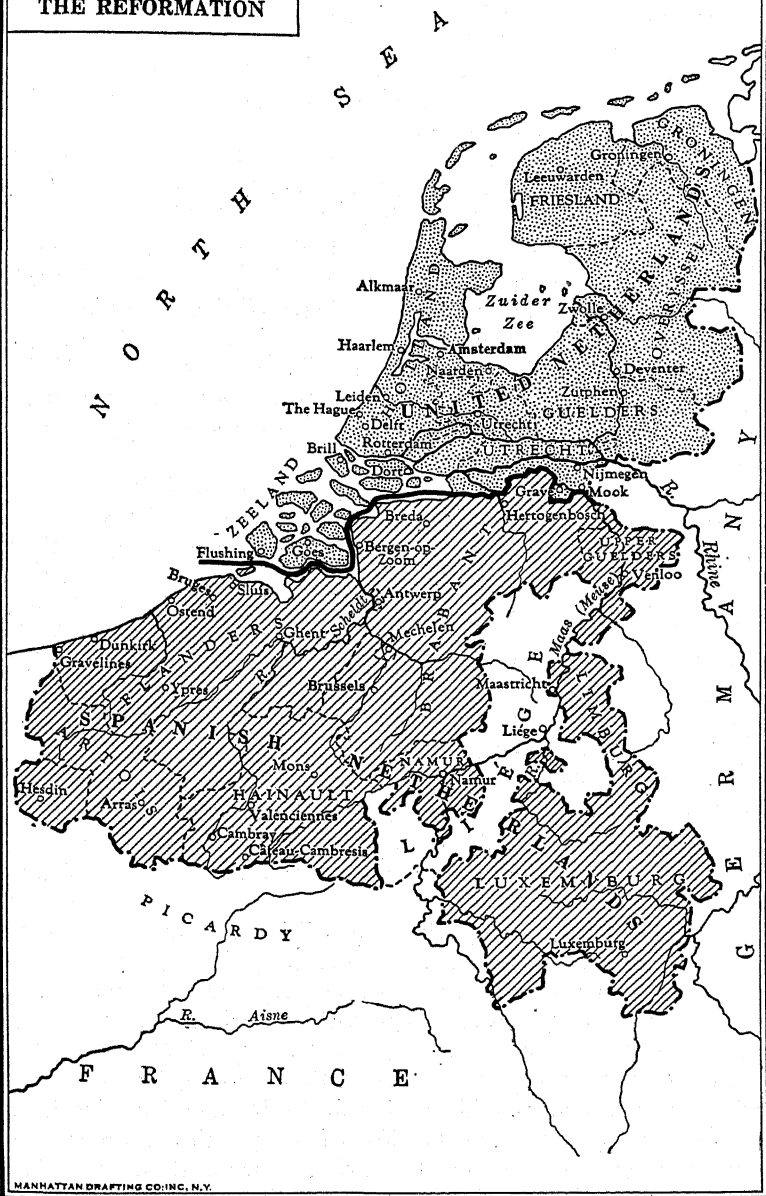 THE REFORMATION
NORTH SEA
GRONINGEN
Groningen
Leeuwarden
FRIESLAND
UNITED NETHERLANDS
OVERYSSEL
Alkmaar
HOLLAND
Zuider
Zee
Zwolle
Haarlem
Amsterdam
Naarden
Deventer
Leiden
Zutphen
The Hague
GUELDERS
Delft
Utrecht
Brill
Rotterdam
UTRECHT
Dort
Nijmegen
R. Rhine
ZEELAND
Grave
Mook
Breda
Hertogenbosch
UPPER
GUELDERS
Flushing
Goes
Bergen-op-
Zoom
Venloo
Bruges
Sluis
Ostend
Antwerp
BRABANT
Maas (Meuse)
Dunkirk
Gravelines
FLANDERS
Ghent
R. Scheldt
Mechelen
Ypres
Brussels
Maastricht
LIMBURG
SPANISH NETHERLANDS
Liége
LIEGE
ARTOIS
Mons
NAMUR
Namur
Hesdin
Arras
HAINAULT
Valenciennes
Cambray
Câteau-Cambresis
LUXEMBURG
Luxemburg
PICARDY
R. Aisne
FRANCE
GERMANY
MANHATTAN DRAFTING CO: INC, N.Y.